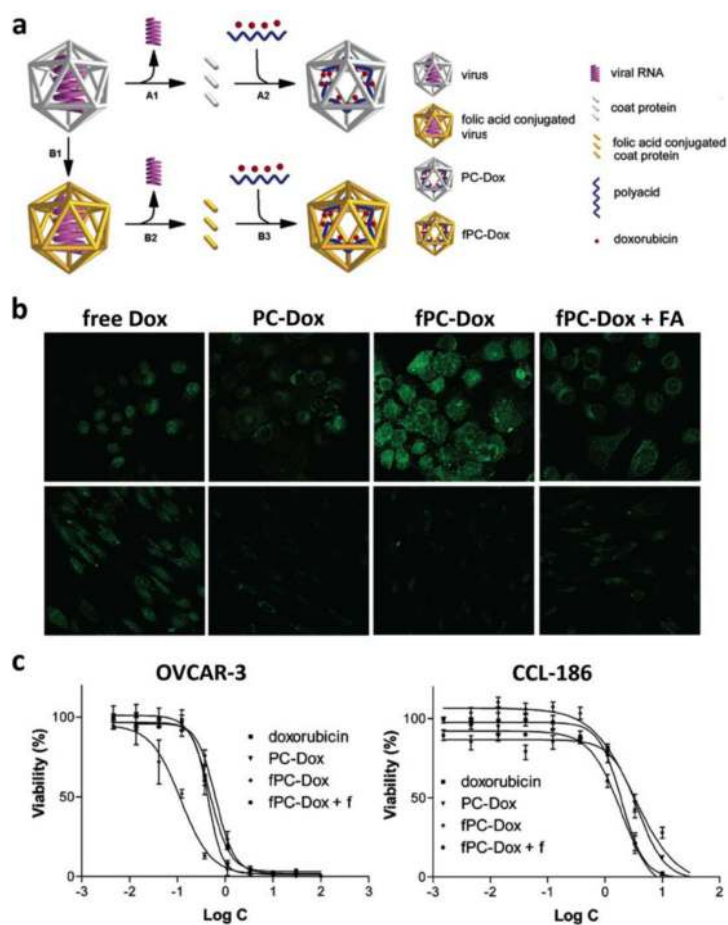 a
A1
A2
B1
B2
B3
virus
folic acid conjugated
virus
PC-Dox
fPC-Dox
viral RNA
coat protein
folic acid conjugated
coat protein
polyacid
doxorubicin
b
free Dox
PC-Dox
fPC-Dox
fPC-Dox + FA
c
OVCAR-3
Viability (%)
100
50
0
doxorubicin
PC-Dox
fPC-Dox
fPC-Dox + f
-3 -2 -1 0 1 2 3
Log C
CCL-186
Viability (%)
100
50
0
doxorubicin
PC-Dox
fPC-Dox
fPC-Dox + f
-3 -2 -1 0 1 2
Log C